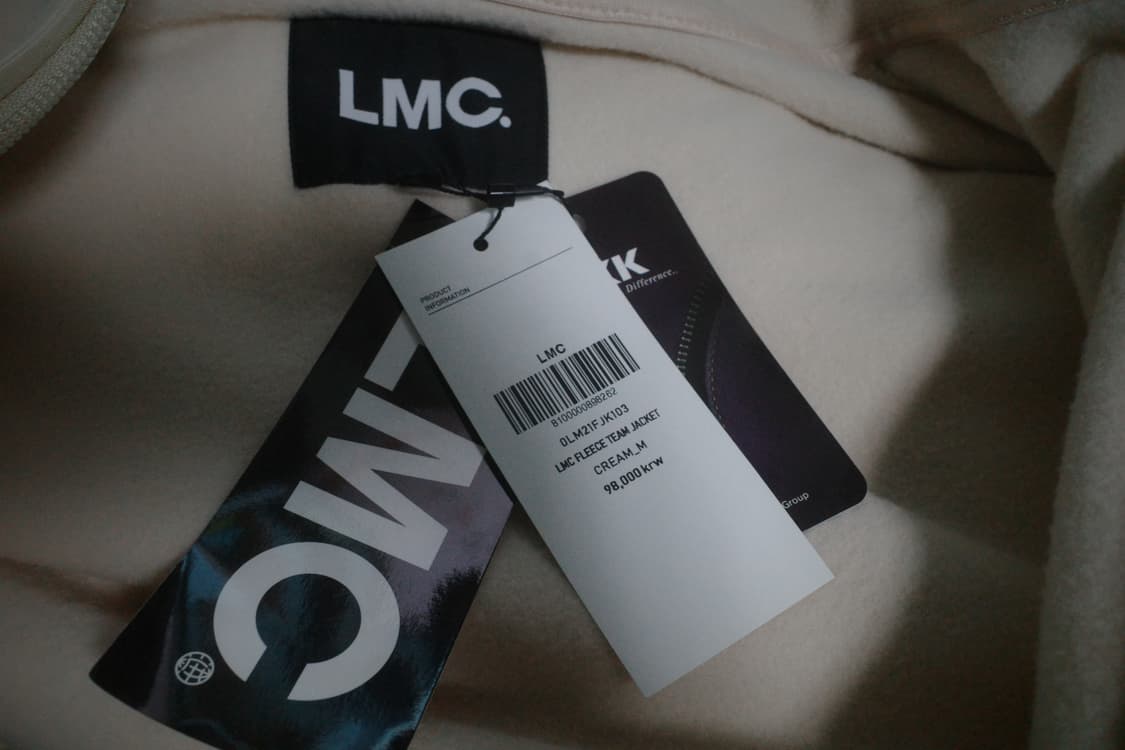 LMC.
PRODUCT
INFORMATION
LMC
8100000898262
0LM21FJK103
LMC FLEECE TEAM JACKET
CREAM_M
98,000 krw
Difference..
Group
LMC